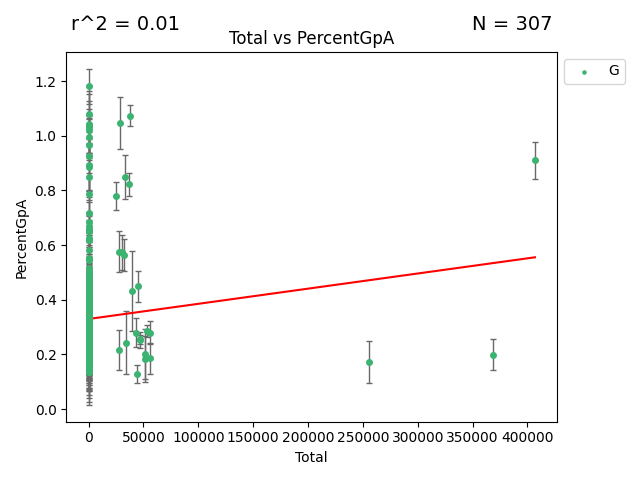 r^2 = 0.01
N = 307
Total vs PercentGpA
G
PercentGpA
1.2
1.0
0.8
0.6
0.4
0.2
0.0
0 50000 100000 150000 200000 250000 300000 350000 400000
Total